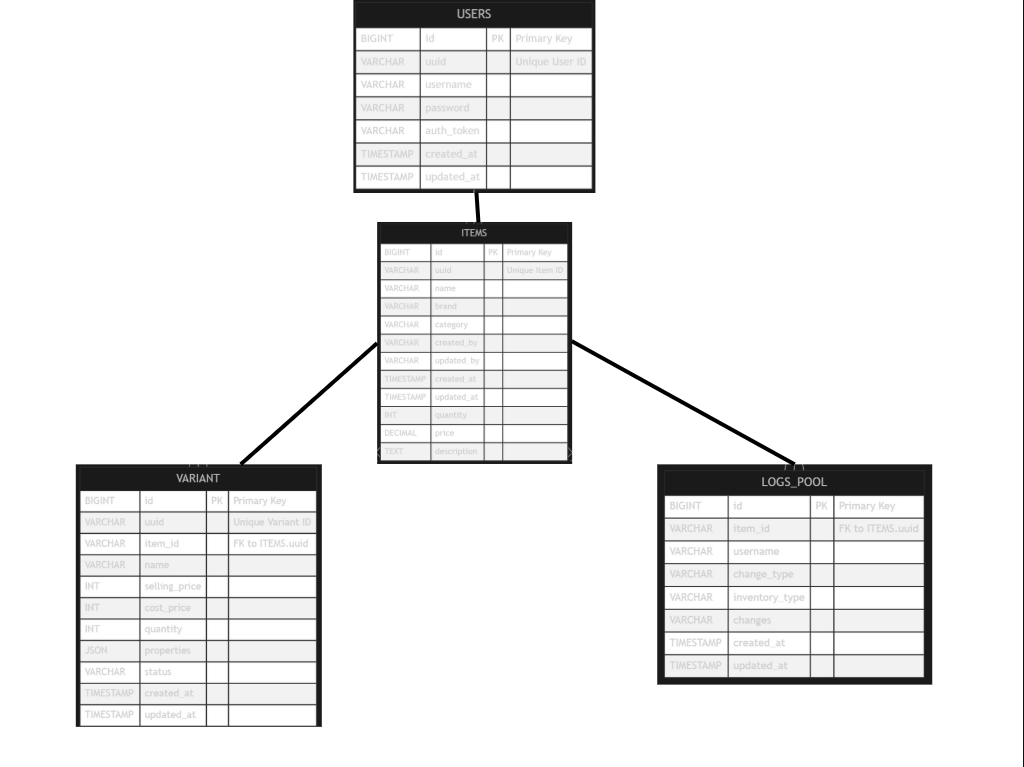 USERS
BIGINT id PK Primary Key
VARCHAR uuid Unique User ID
VARCHAR username
VARCHAR password
VARCHAR auth_token
TIMESTAMP created_at
TIMESTAMP updated_at
ITEMS
BIGINT id PK Primary Key
VARCHAR uuid Unique Item ID
VARCHAR name
VARCHAR brand
VARCHAR category
VARCHAR created_by
VARCHAR updated_by
TIMESTAMP created_at
TIMESTAMP updated_at
INT quantity
DECIMAL price
TEXT description
VARIANT
BIGINT id PK Primary Key
VARCHAR uuid Unique Variant ID
VARCHAR item_id FK to ITEMS.uuid
VARCHAR name
INT selling_price
INT cost_price
INT quantity
JSON properties
VARCHAR status
TIMESTAMP created_at
TIMESTAMP updated_at
LOGS_POOL
BIGINT id PK Primary Key
VARCHAR item_id FK to ITEMS.uuid
VARCHAR username
VARCHAR change_type
VARCHAR inventory_type
VARCHAR changes
TIMESTAMP created_at
TIMESTAMP updated_at